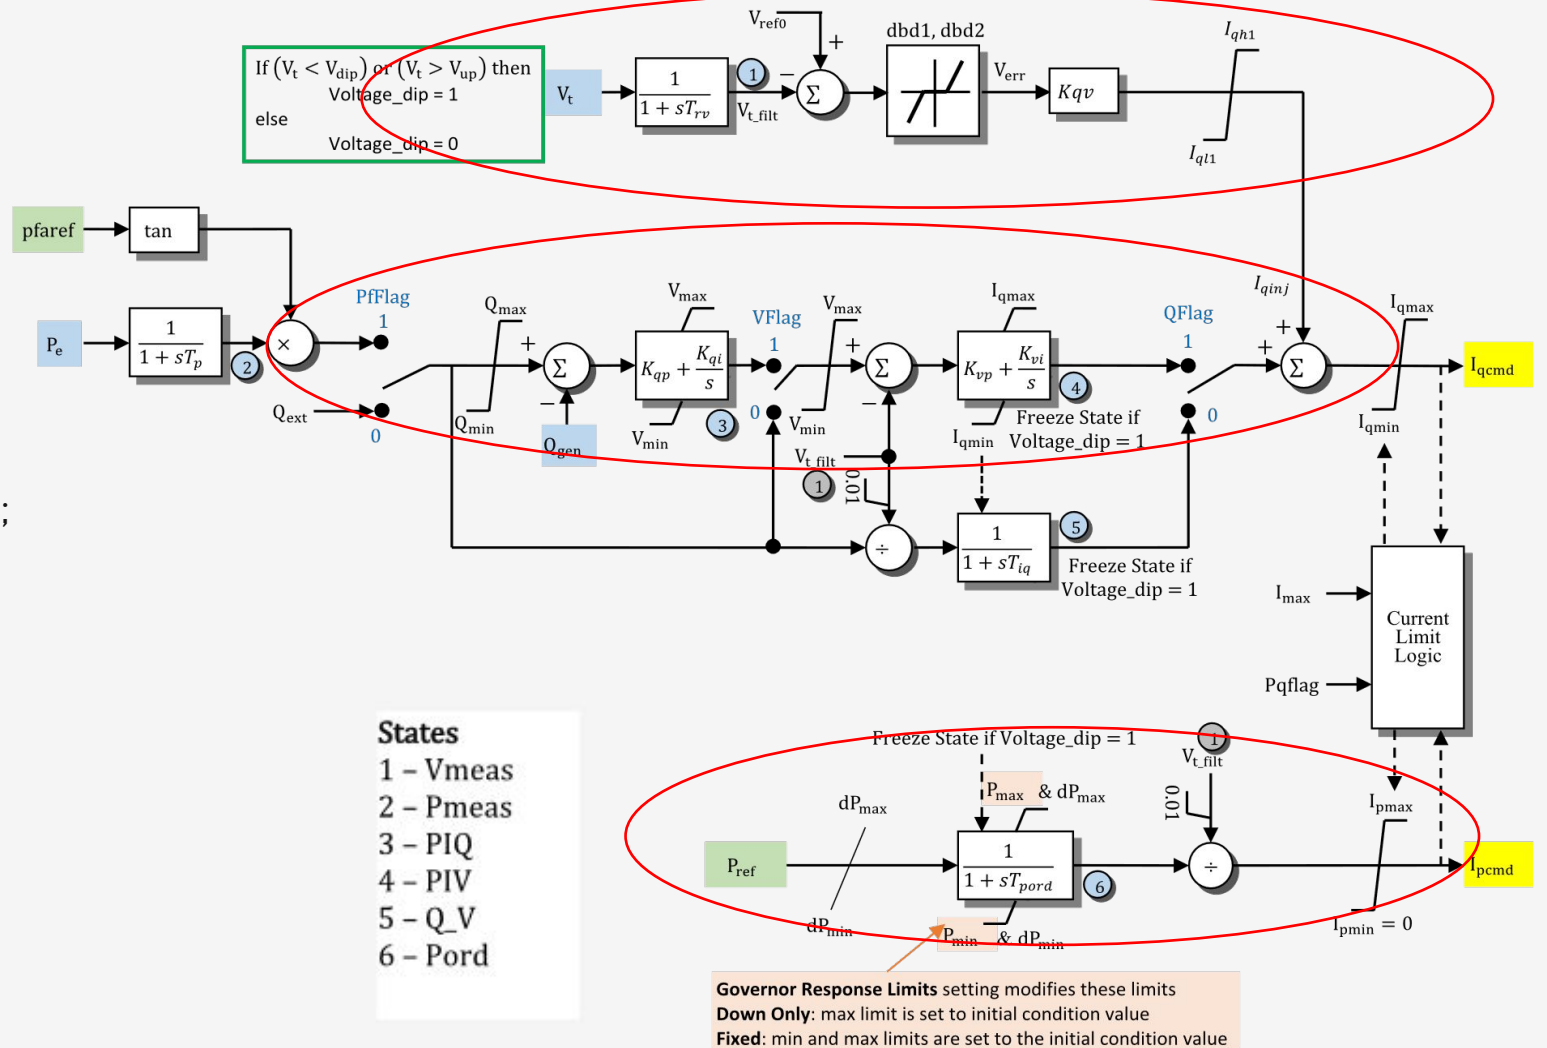 If (Vt < Vdip) or (Vt > Vup) then
Voltage_dip = 1
else
Voltage_dip = 0
Vt
1
1 + sTrv
1
Vt_filt
Vref0
+
−
Σ
dbd1, dbd2
Verr
Kqv
Iqh1
Iql1
pfaref
tan
Pe
1
1 + sTp
2
×
PfFlag
1
Qext
0
Qmax
Qmin
+
−
Σ
Qgen
Vmax
Kqp + Kqi
s
Vmin
3
VFlag
1
0
Vmax
Vmin
+
−
Σ
Vt_filt
1
0.01
Iqmax
Kvp + Kvi
s
Iqmin
4
Freeze State if
Voltage_dip = 1
QFlag
1
0
Iqinj
+
+
Σ
Iqmax
Iqmin
Iqcmd
÷
1
1 + sTiq
5
Freeze State if
Voltage_dip = 1
;
Imax
Pqflag
Current
Limit
Logic
States
1 – Vmeas
2 – Pmeas
3 – PIQ
4 – PIV
5 – Q_V
6 – Pord
Freeze State if Voltage_dip = 1
Pref
dPmax
dPmin
Pmax & dPmax
1
1 + sTpord
Pmin & dPmin
6
1
Vt_filt
0.01
÷
Ipmax
Ipmin = 0
Ipcmd
Governor Response Limits setting modifies these limits
Down Only: max limit is set to initial condition value
Fixed: min and max limits are set to the initial condition value